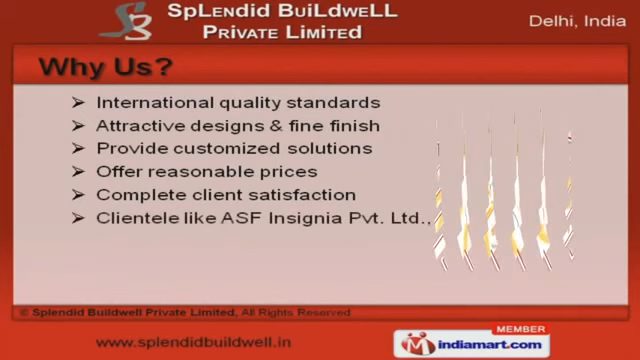 SB
SpLendid BuiLdweLL
Private Limited
Delhi, India
Why Us?
➢ International quality standards
➢ Attractive designs & fine finish
➢ Provide customized solutions
➢ Offer reasonable prices
➢ Complete client satisfaction
➢ Clientele like ASF Insignia Pvt. Ltd.,
© Splendid Buildwell Private Limited, All Rights Reserved
www.splendidbuildwell.in
MEMBER
indiamart.com